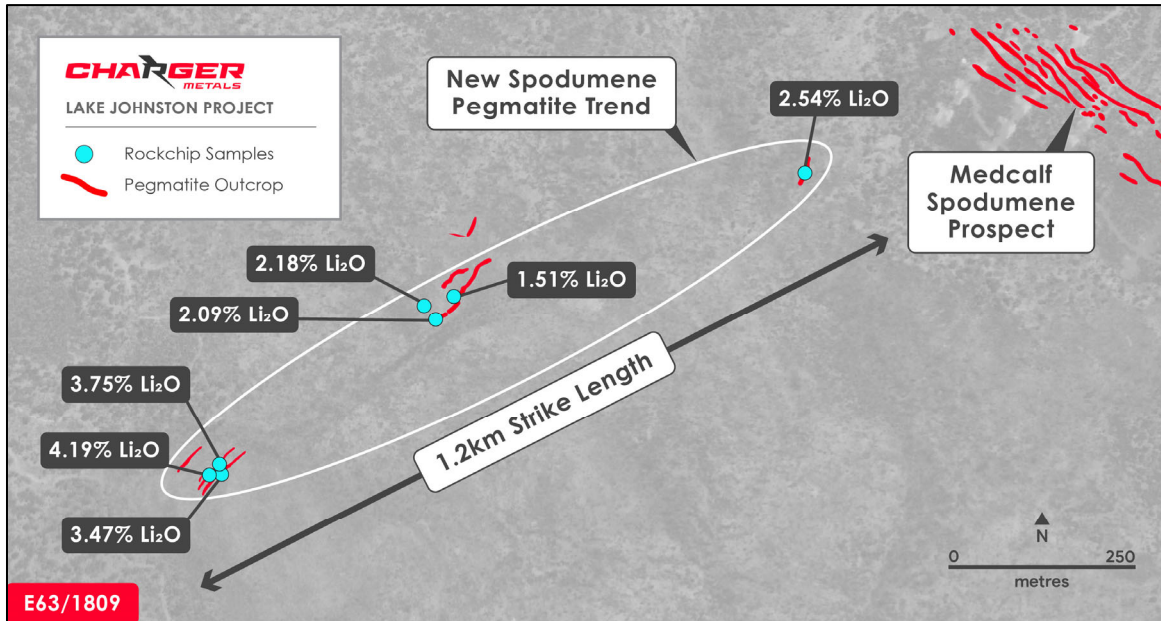 CHARGER
METALS
LAKE JOHNSTON PROJECT
Rockchip Samples
Pegmatite Outcrop
New Spodumene
Pegmatite Trend
2.54% Li₂O
Medcalf
Spodumene
Prospect
2.18% Li₂O
1.51% Li₂O
2.09% Li₂O
3.75% Li₂O
4.19% Li₂O
3.47% Li₂O
1.2km Strike Length
N
0 250
metres
E63/1809